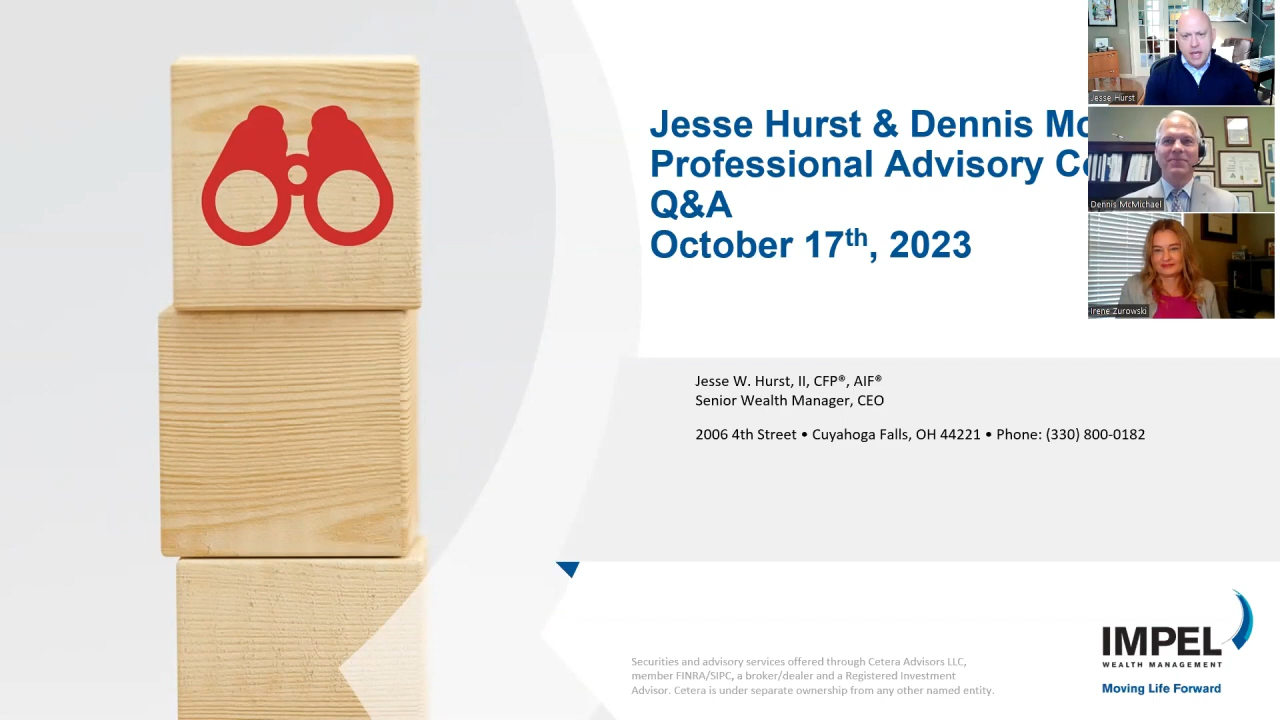 Jesse Hurst & Dennis Mc
Professional Advisory Co
Q&A
October 17th, 2023
Jesse Hurst
Dennis McMichael
Irene Zurowski
Jesse W. Hurst, II, CFP®, AIF®
Senior Wealth Manager, CEO
2006 4th Street • Cuyahoga Falls, OH 44221 • Phone: (330) 800-0182
Securities and advisory services offered through Cetera Advisors LLC,
member FINRA/SIPC, a broker/dealer and a Registered Investment
Advisor. Cetera is under separate ownership from any other named entity.
IMPEL
WEALTH MANAGEMENT
Moving Life Forward